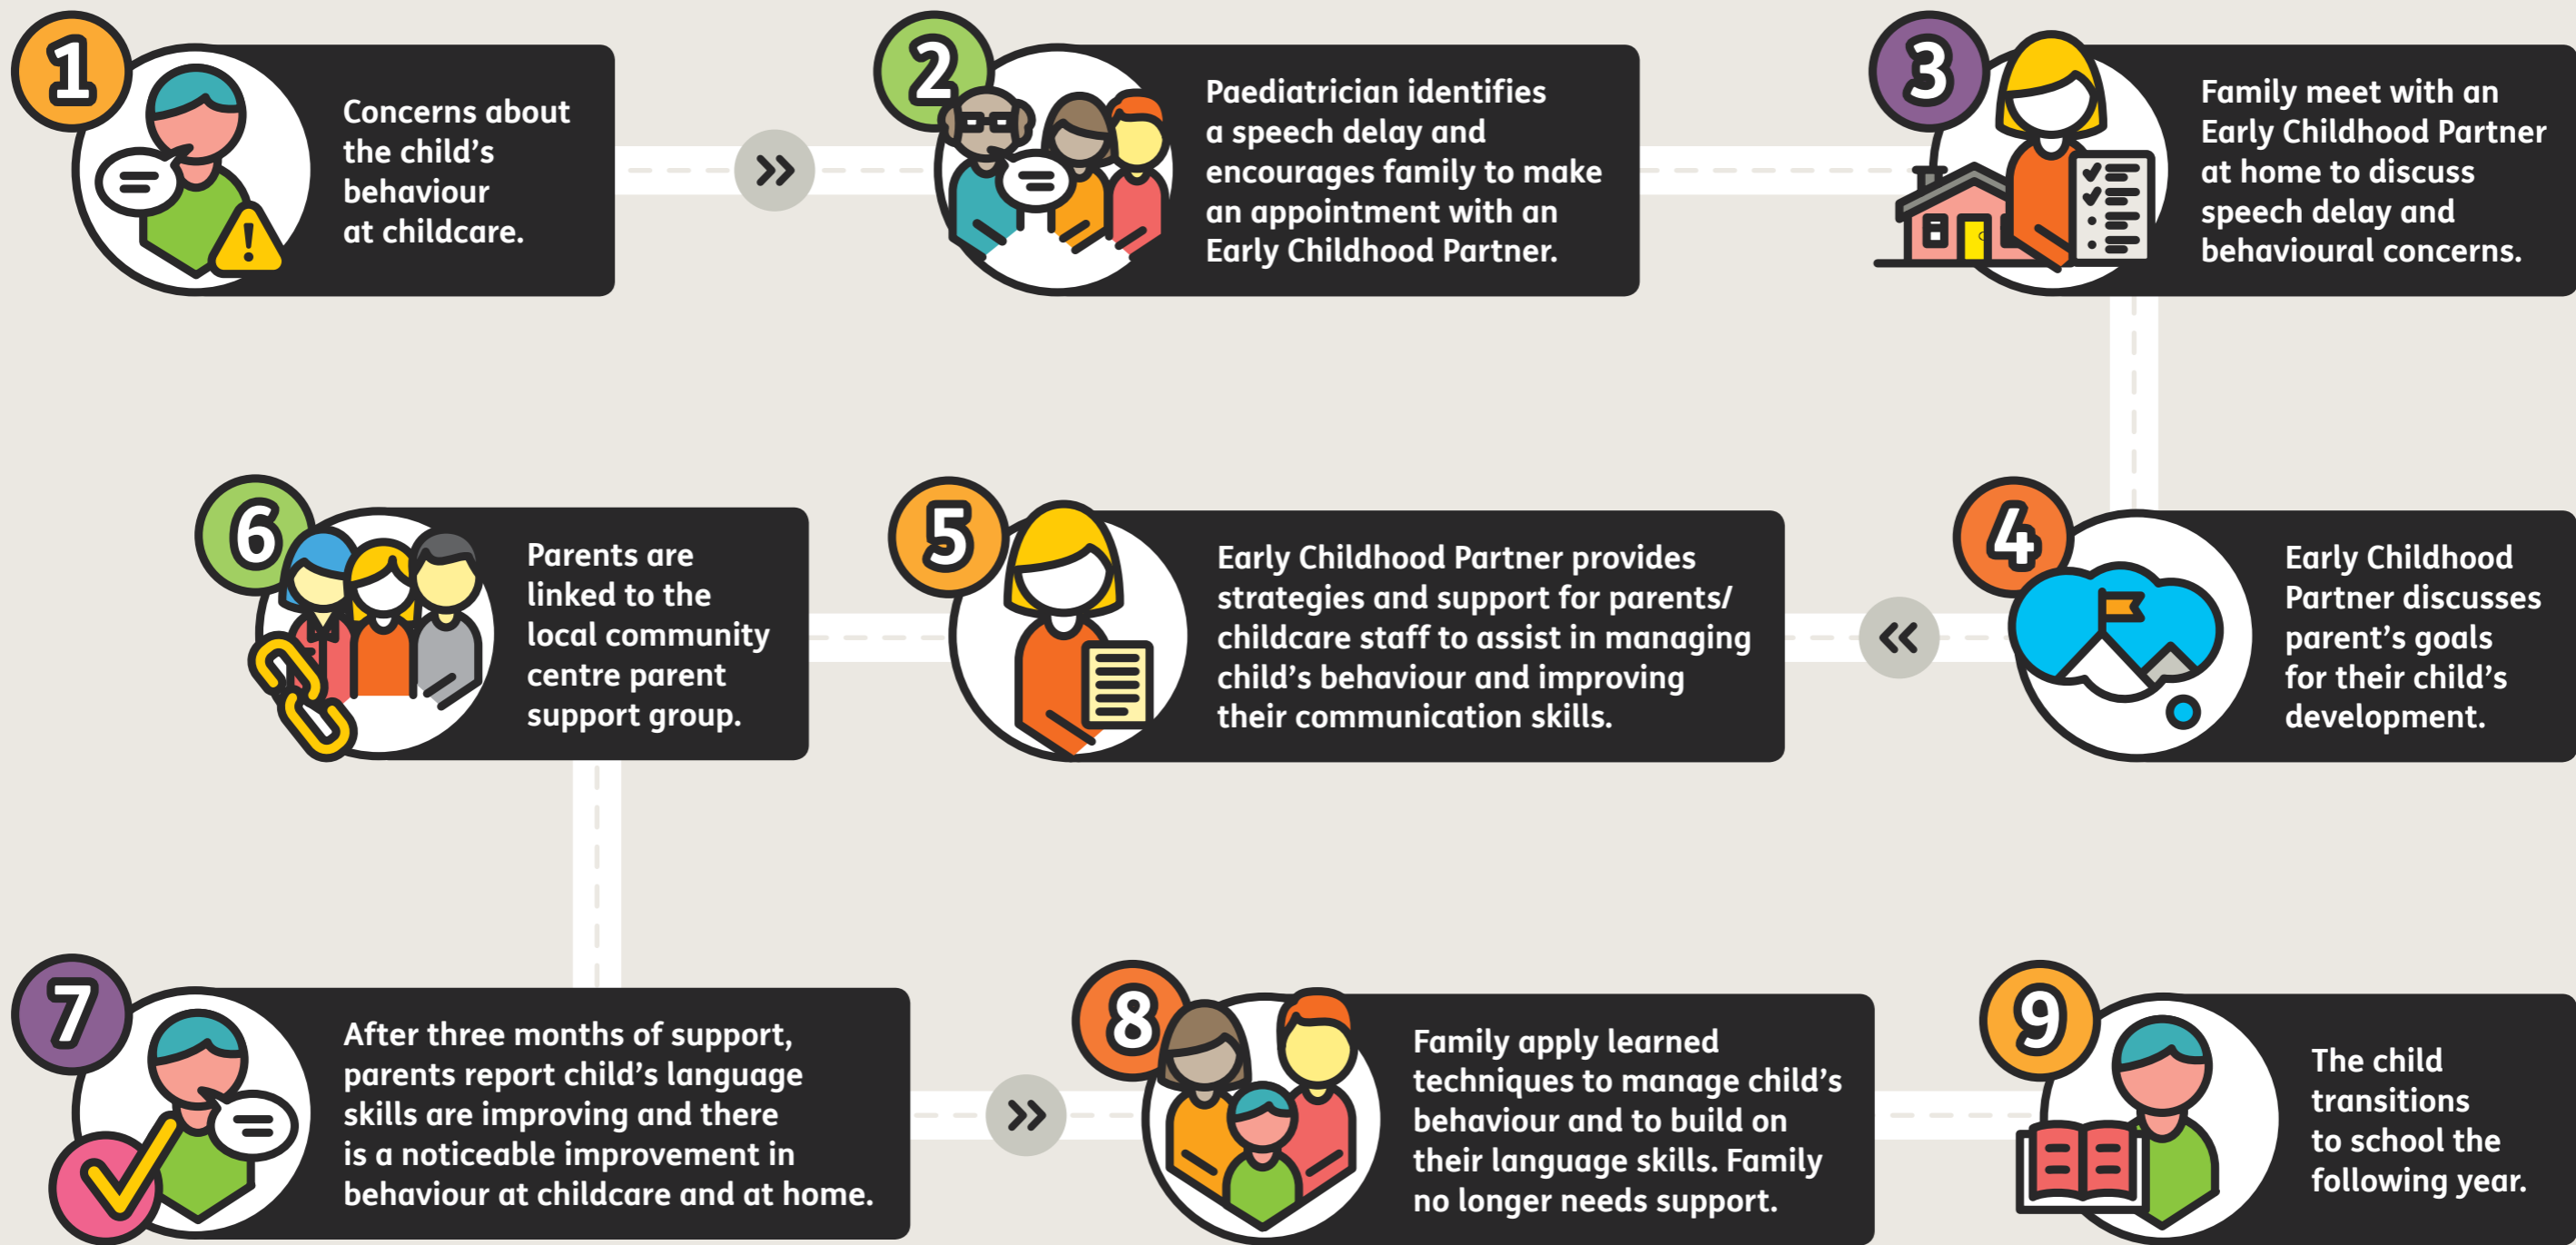 1
Concerns about
the child's
behaviour
at childcare.
2
Paediatrician identifies
a speech delay and
encourages family to make
an appointment with an
Early Childhood Partner.
3
Family meet with an
Early Childhood Partner
at home to discuss
speech delay and
behavioural concerns.
4
Early Childhood
Partner discusses
parent's goals
for their child's
development.
5
Early Childhood Partner provides
strategies and support for parents/
childcare staff to assist in managing
child's behaviour and improving
their communication skills.
6
Parents are
linked to the
local community
centre parent
support group.
7
After three months of support,
parents report child's language
skills are improving and there
is a noticeable improvement in
behaviour at childcare and at home.
8
Family apply learned
techniques to manage child's
behaviour and to build on
their language skills. Family
no longer needs support.
9
The child
transitions
to school the
following year.